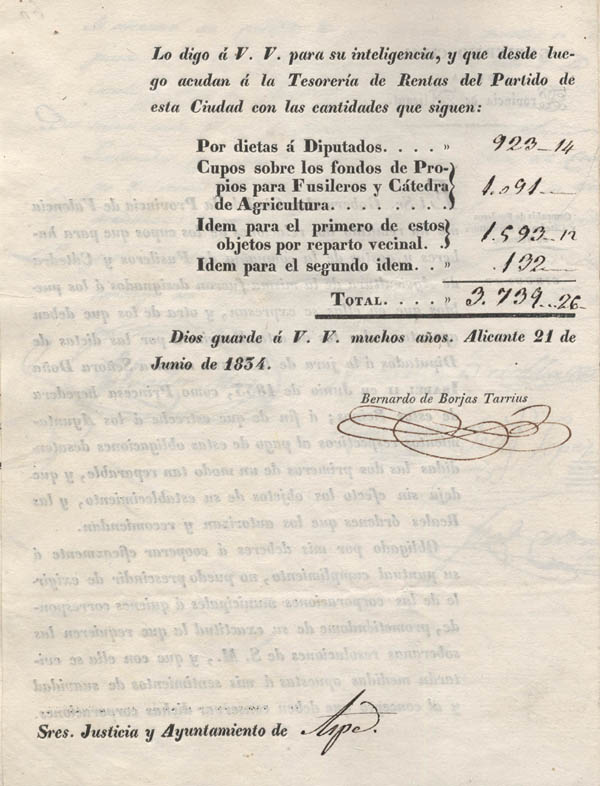 Lo digo á V. V. para su inteligencia, y que desde lue-
go acudan á la Tesorería de Rentas del Partido de
esta Ciudad con las cantidades que siguen:
Por dietas á Diputados. . . . » 923..14
Cupos sobre los fondos de Pro-
pios para Fusileros y Cátedra 1.091
de Agricultura. . . . . . . .
Idem para el primero de estos
objetos por reparto vecinal. . 1.593..12
Idem para el segundo idem. . . » .132
TOTAL. . . . » 3.739..26
Dios guarde á V. V. muchos años. Alicante 21 de
Junio de 1834.
Bernardo de Borjas Tarrius
Sres. Justicia y Ayuntamiento de Aspe